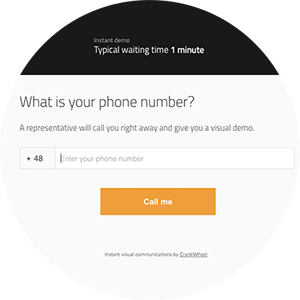 Instant demo
Typical waiting time 1 minute
What is your phone number?
A representative will call you right away and give you a visual demo.
+ 48 Enter your phone number
Call me
Instant visual communications by CrankWheel